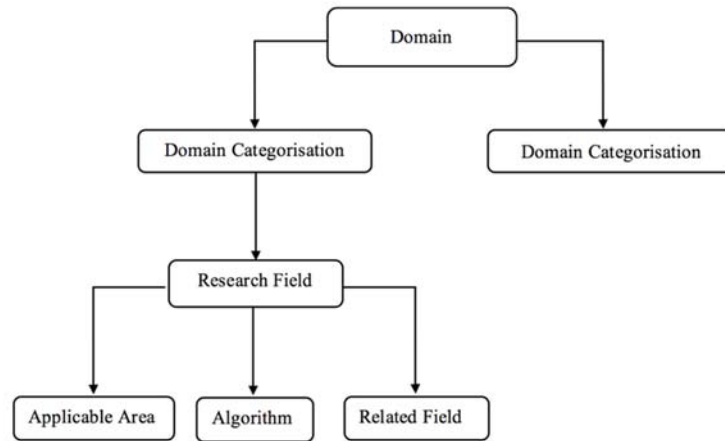 Domain
Domain Categorisation
Domain Categorisation
Research Field
Applicable Area
Algorithm
Related Field